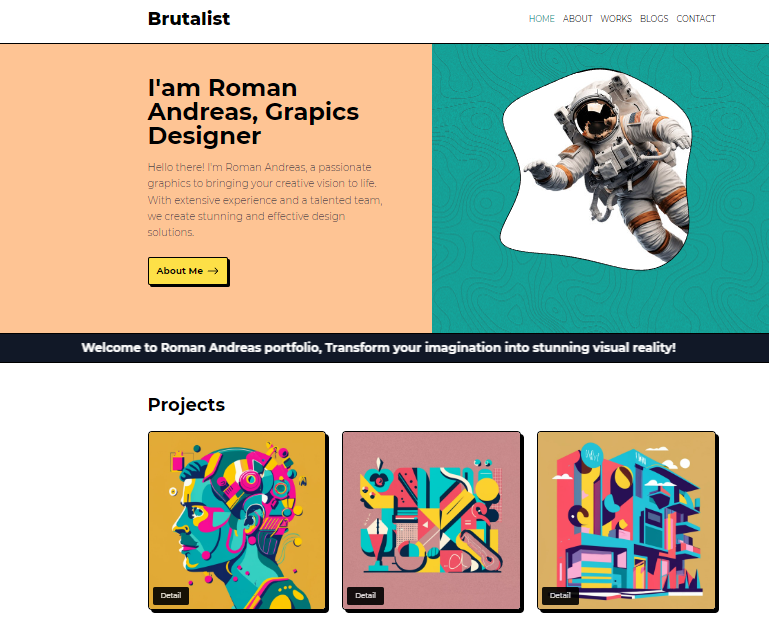 Brutalist
HOME ABOUT WORKS BLOGS CONTACT
I'am Roman
Andreas, Grapics
Designer
Hello there! I'm Roman Andreas, a passionate
graphics to bringing your creative vision to life.
With extensive experience and a talented team,
we create stunning and effective design
solutions.
About Me →
Welcome to Roman Andreas portfolio, Transform your imagination into stunning visual reality!
Projects
Detail
Detail
Detail